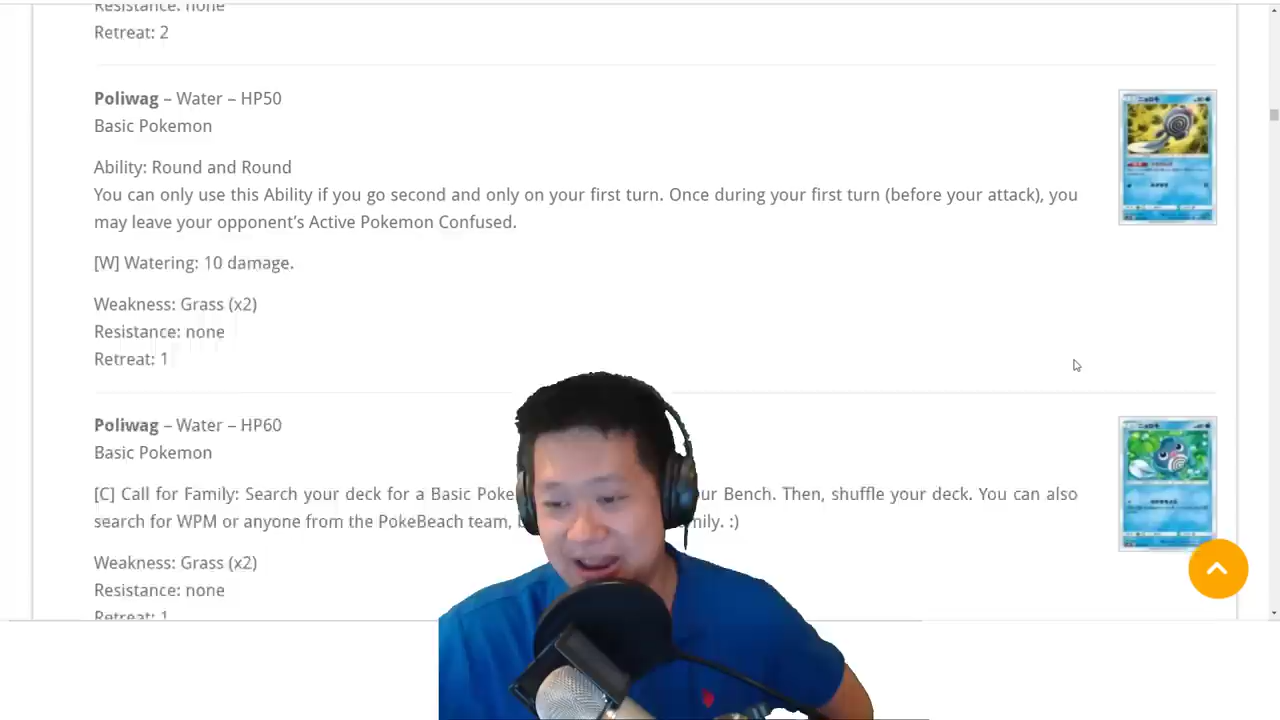 Resistance: none
Retreat: 2
Poliwag – Water – HP50
Basic Pokemon
Ability: Round and Round
You can only use this Ability if you go second and only on your first turn. Once during your first turn (before your attack), you
may leave your opponent’s Active Pokemon Confused.
[W] Watering: 10 damage.
Weakness: Grass (x2)
Resistance: none
Retreat: 1
Poliwag – Water – HP60
Basic Pokemon
[C] Call for Family: Search your deck for a Basic Poke ur Bench. Then, shuffle your deck. You can also
search for WPM or anyone from the PokeBeach team, mily. :)
Weakness: Grass (x2)
Resistance: none
Retreat: 1